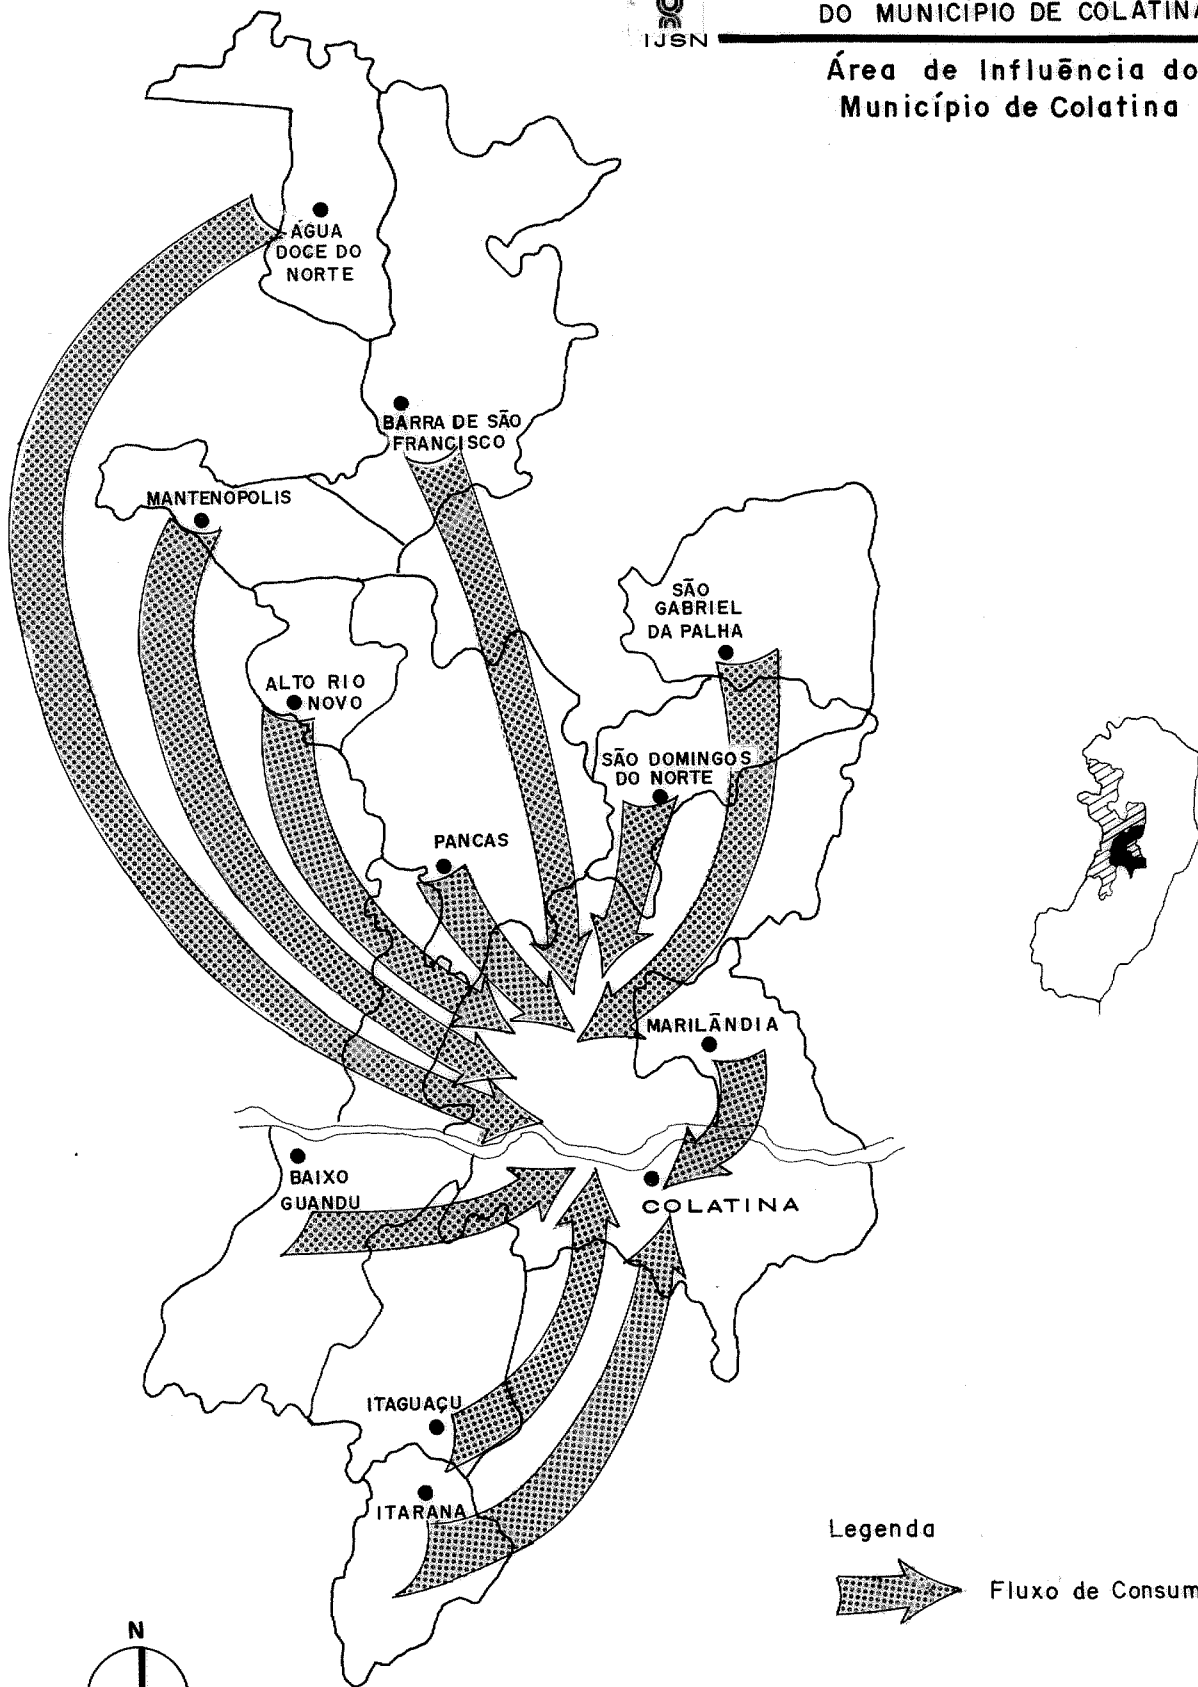 DO MUNICIPIO DE COLATINA
IJSN
Área de Influência do
Município de Colatina
ÁGUA
DOCE DO
NORTE
BARRA DE SÃO
FRANCISCO
MANTENOPOLIS
SÃO
GABRIEL
DA PALHA
ALTO RIO
NOVO
SÃO DOMINGOS
DO NORTE
PANCAS
MARILÂNDIA
BAIXO
GUANDU
COLATINA
ITAGUAÇU
ITARANA
Legenda
Fluxo de Consum
N